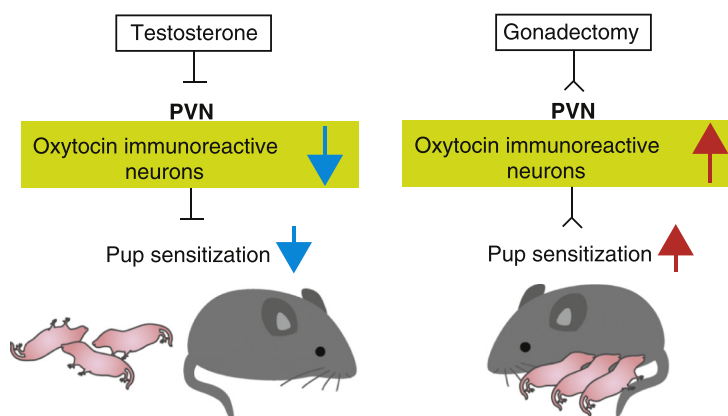 Testosterone
PVN
Oxytocin immunoreactive
neurons
Pup sensitization
Gonadectomy
PVN
Oxytocin immunoreactive
neurons
Pup sensitization